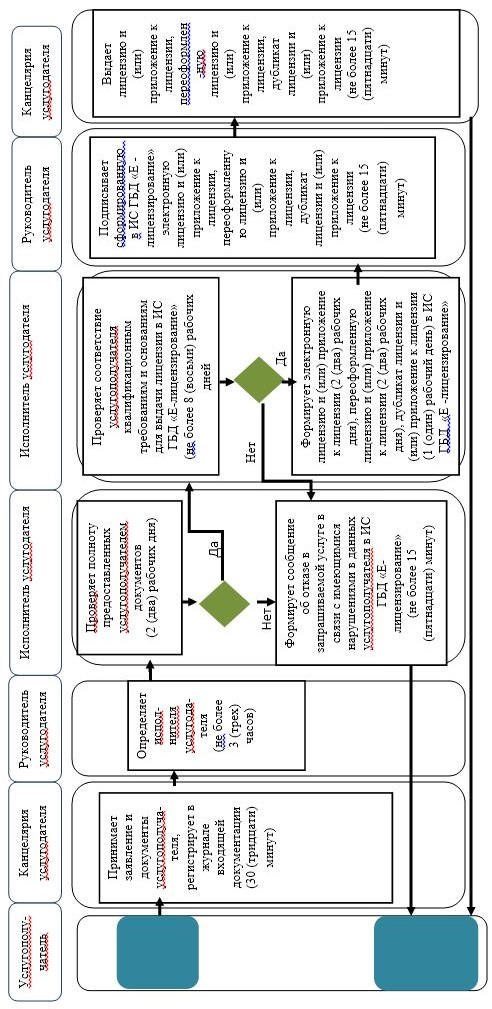 Услугополу-
чатель
Канцелярия
услугодателя
Руководитель
услугодателя
Исполнитель услугодателя
Исполнитель услугодателя
Руководитель
услугодателя
Канцелярия
услугодателя
Принимает
заявление и
документы
услугополуча-
теля,
регистрирует в
журнале
входящей
документации
(30 (тридцати)
минут)
Определяет
испол-
нителя
услугода-
теля
(не более
3 (трех)
часов)
Проверяет полноту
предоставленных
услугополучателем
документов
(2 (два) рабочих дня)
Да
Нет
Формирует сообщение
об отказе в
запрашиваемой услуге в
связи с имеющимися
нарушениями в данных
услугополучателя в ИС
ГБД «Е-
лицензирование»
(не более 15
(пятнадцати) минут)
Проверяет соответствие
услугополучателя
квалификационным
требованиям и основаниям
для выдачи лицензии в ИС
ГБД «Е-лицензирование»
(не более 8 (восьми) рабочих
дней
Нет
Да
Формирует электронную
лицензию и (или) приложение
к лицензии (2 (два) рабочих
дня), переоформленную
лицензию и (или) приложение
к лицензии (2 (два) рабочих
дня), дубликат лицензии и
(или) приложение к лицензии
(1 (один) рабочий день) в ИС
ГБД «Е -лицензирование»
Подписывает
сформированную
в ИС ГБД «Е -
лицензирование»
электронную
лицензию и (или)
приложение к
лицензии,
переоформленну
ю лицензию и
(или)
приложение к
лицензии,
дубликат
лицензии и (или)
приложение к
лицензии
(не более 15
(пятнадцати)
минут)
Выдает
лицензию и
(или)
приложение к
лицензии,
переоформлен
-ную
лицензию и
(или)
приложение к
лицензии,
дубликат
лицензии и
(или)
приложение к
лицензии
(не более 15
(пятнадцати)
минут)